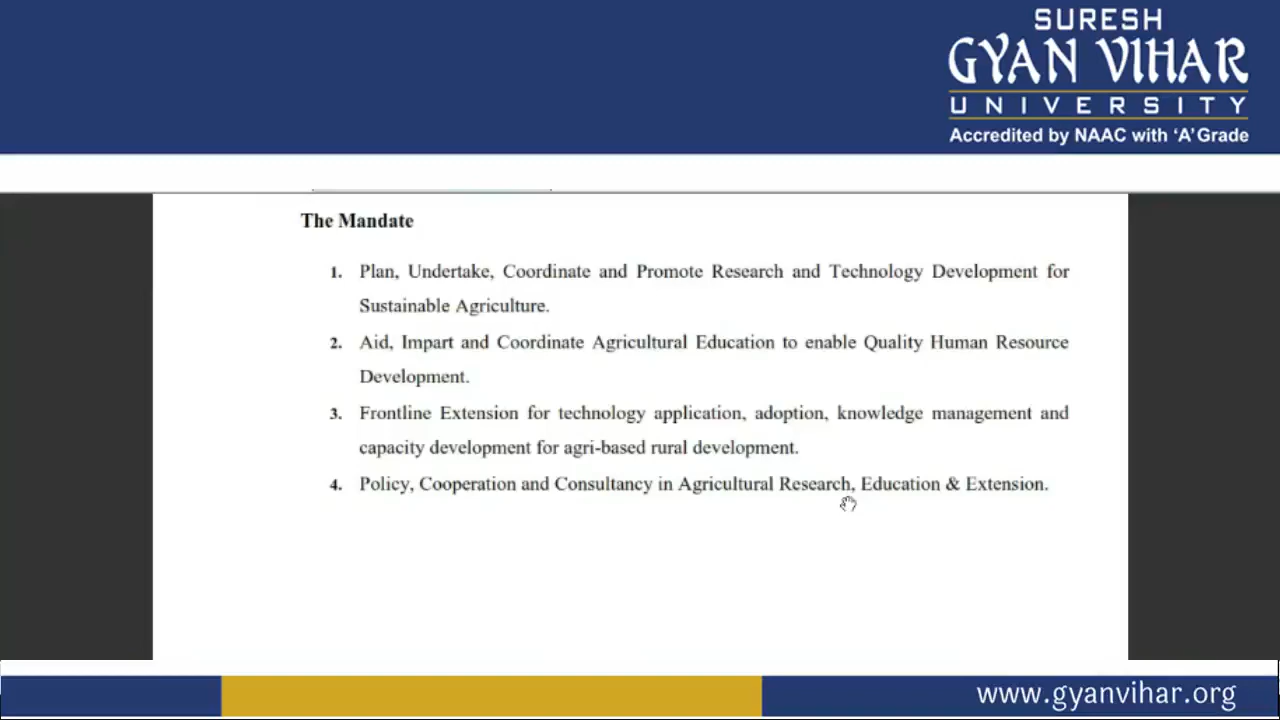 SURESH
GYAN VIHAR
UNIVERSITY
Accredited by NAAC with ‘A’ Grade
The Mandate
1. Plan, Undertake, Coordinate and Promote Research and Technology Development for
Sustainable Agriculture.
2. Aid, Impart and Coordinate Agricultural Education to enable Quality Human Resource
Development.
3. Frontline Extension for technology application, adoption, knowledge management and
capacity development for agri-based rural development.
4. Policy, Cooperation and Consultancy in Agricultural Research, Education & Extension.
www.gyanvihar.org